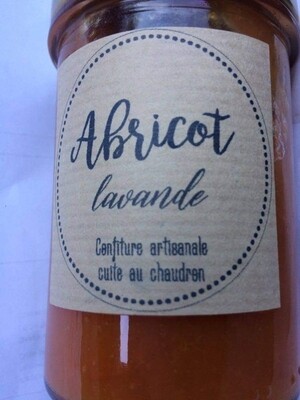 Abricot
lavande
Confiture artisanale
cuite au chaudron